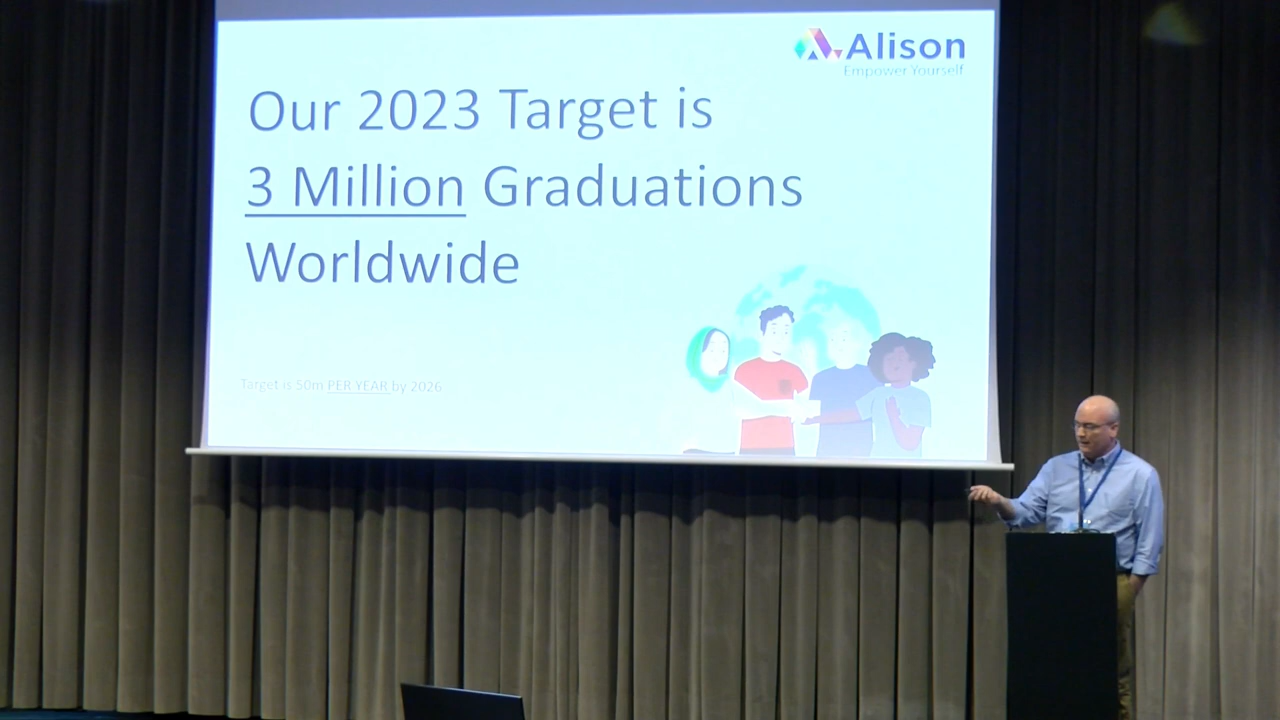 Alison
Empower Yourself
Our 2023 Target is
3 Million Graduations
Worldwide
Target is 50m PER YEAR by 2026